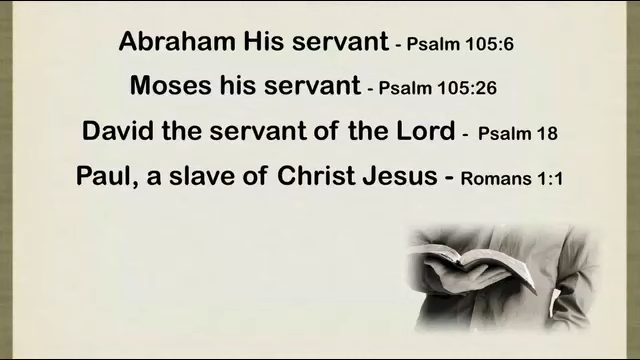 Abraham His servant - Psalm 105:6
Moses his servant - Psalm 105:26
David the servant of the Lord - Psalm 18
Paul, a slave of Christ Jesus - Romans 1:1